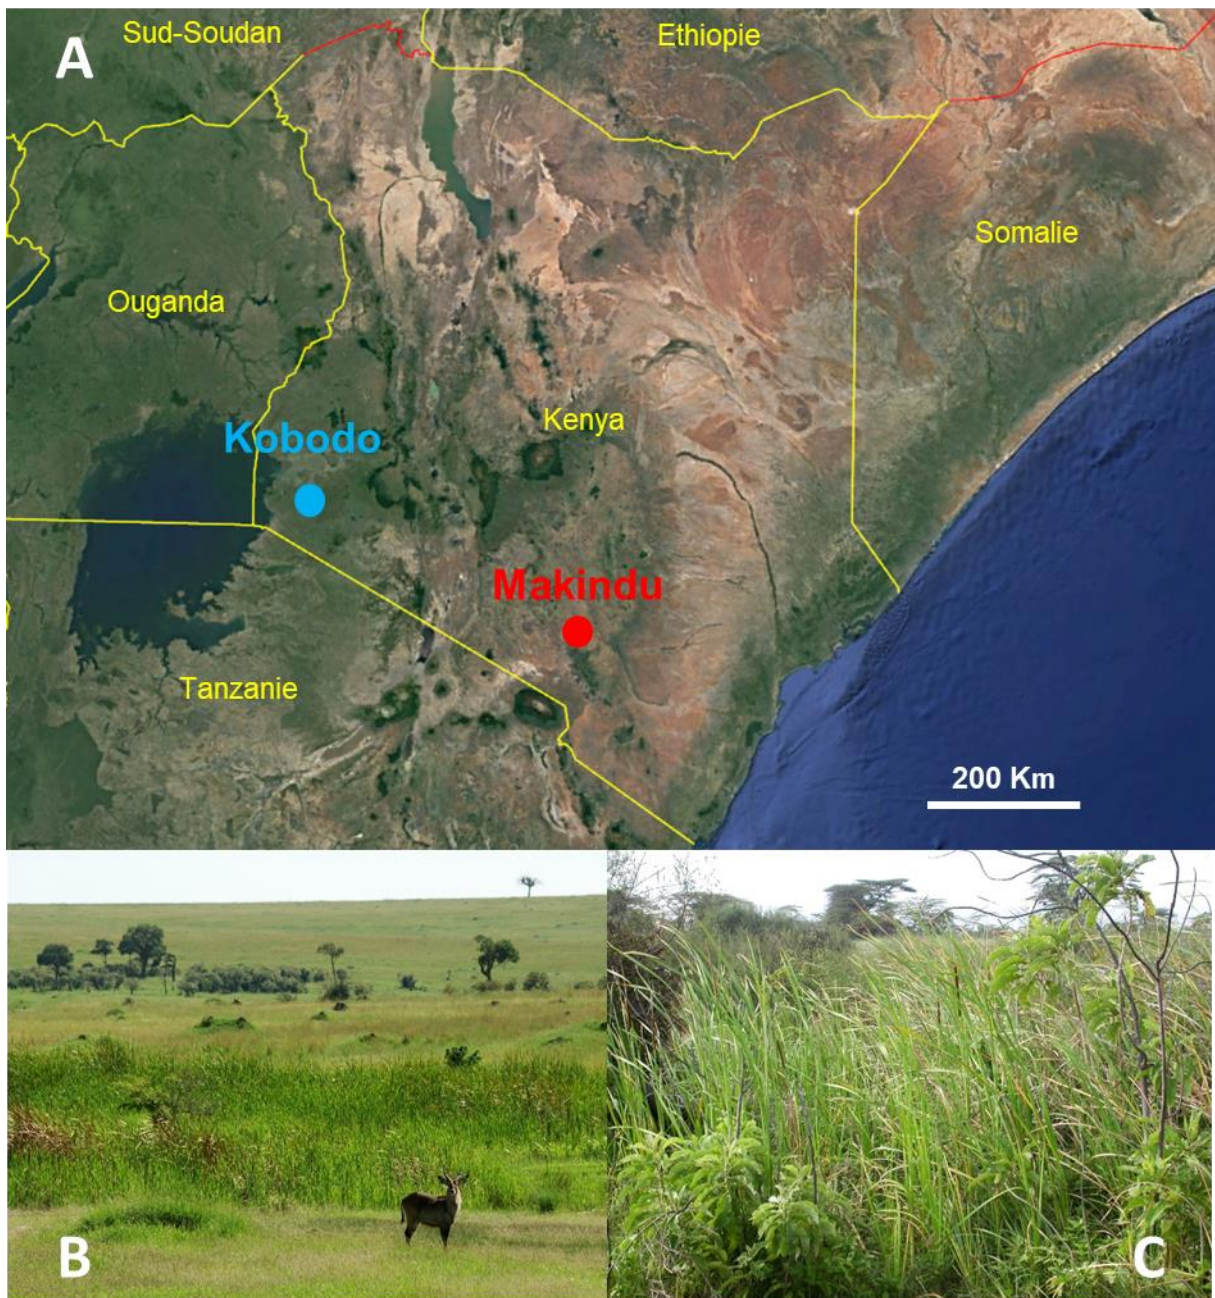 Sud-Soudan
Ethiopie
A
Somalie
Ouganda
Kenya
Kobodo
Makindu
Tanzanie
200 Km
B
C